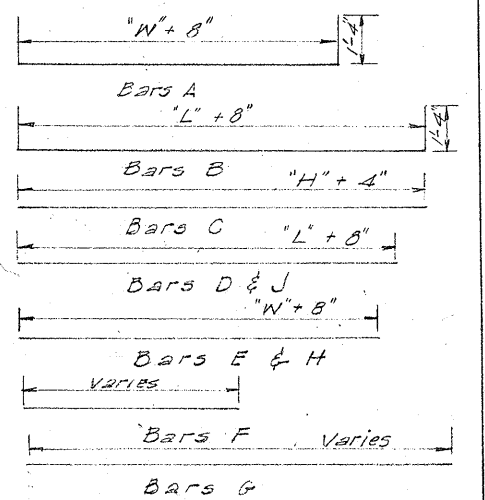 "W"+ 8"
1'-4"
Bars A
"L" +8"
1'-4"
Bars B
"H"+ 4"
Bars C
"L" + 8"
Bars D & J
"W"+ 8"
Bars E & H
Varies
Bars F
Varies
Bars G